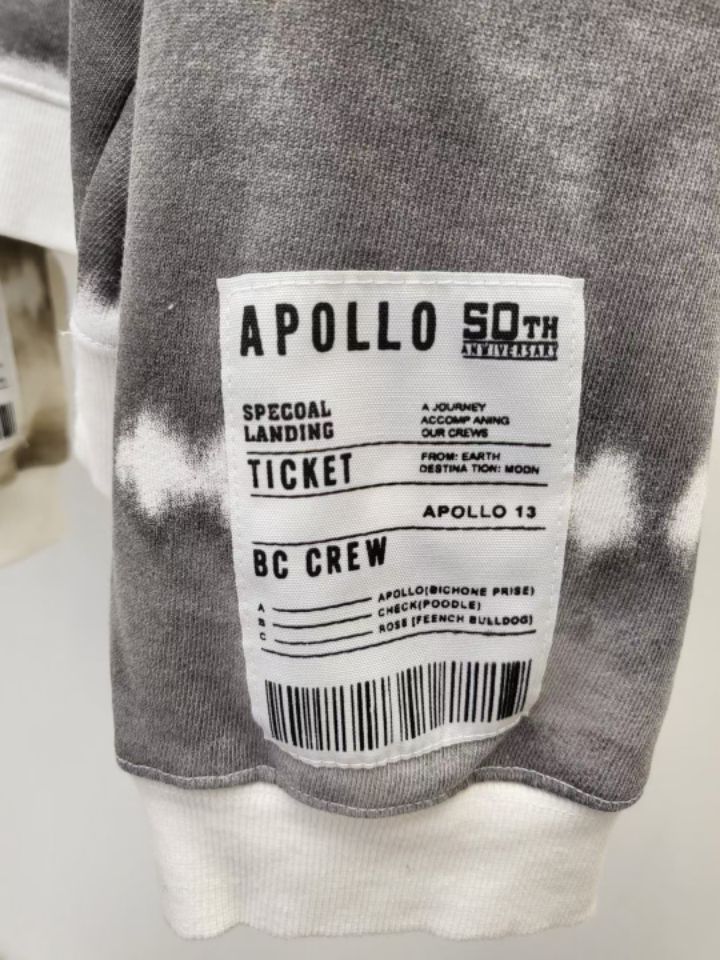 APOLLO 50TH
ANWIVERSARY
SPECOAL
LANDING
A JOURNEY
ACCOMP ANING
OUR CREWS
TICKET
FROM: EARTH
DESTINA TION: MOON
APOLLO 13
BC CREW
A APOLLO(BICHONE PRISE)
B CHECK(POODLE)
C ROSE [FEENCH BULLDOG)